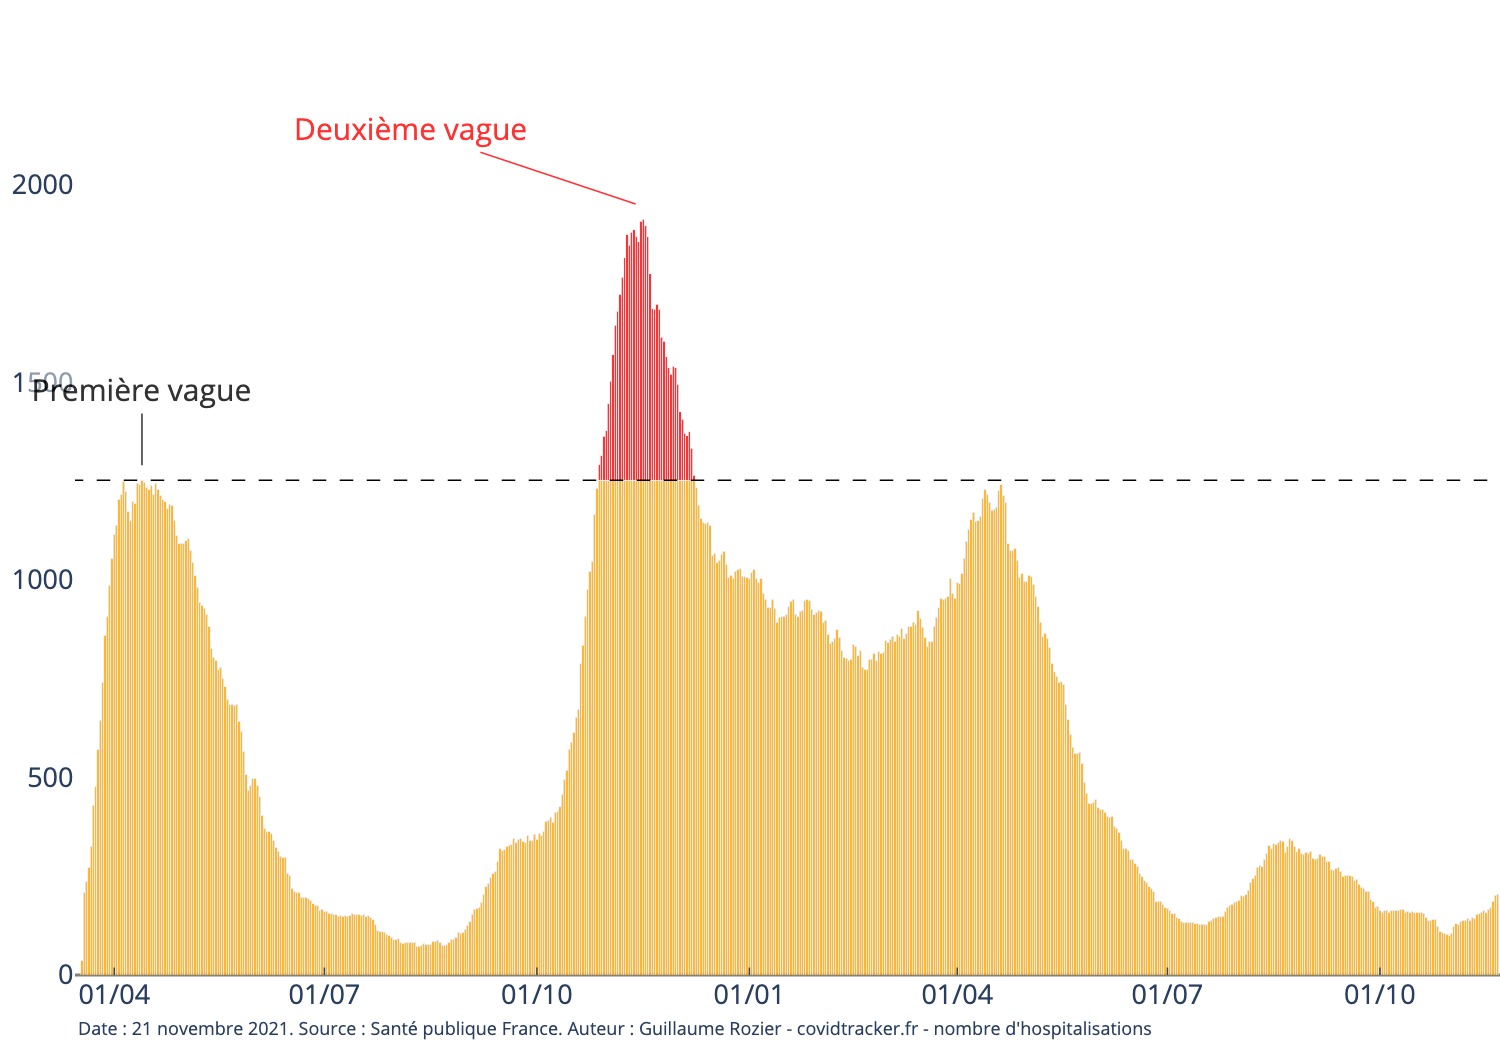 Deuxième vague
2000
1500
Première vague
1000
500
0
01/04 01/07 01/10 01/01 01/04 01/07 01/10
Date : 21 novembre 2021. Source : Santé publique France. Auteur : Guillaume Rozier - covidtracker.fr - nombre d'hospitalisations